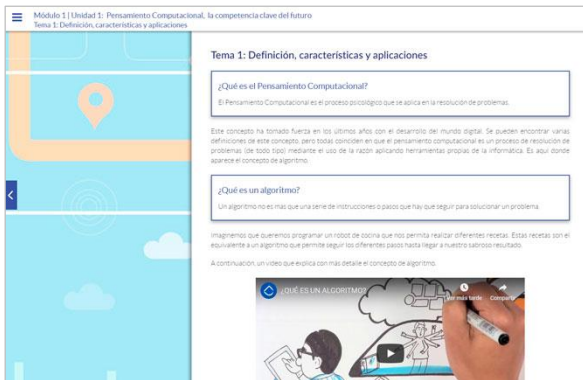 Módulo 1 | Unidad 1: Pensamiento Computacional, la competencia clave del futuro
Tema 1: Definición, características y aplicaciones
Tema 1: Definición, características y aplicaciones
¿Qué es el Pensamiento Computacional?
El Pensamiento Computacional es el proceso psicológico que se aplica en la resolución de problemas.
Este concepto ha tomado fuerza en los últimos años con el desarrollo del mundo digital. Se pueden encontrar varias
definiciones de este concepto, pero todas coinciden en que el pensamiento computacional es un proceso de resolución de
problemas (de todo tipo) mediante el uso de la razón aplicando herramientas propias de la informática. Es aquí donde
aparece el concepto de algoritmo.
¿Qué es un algoritmo?
Un algoritmo no es más que una serie de instrucciones o pasos que hay que seguir para solucionar un problema.
Imaginemos que queremos programar un robot de cocina que nos permita realizar diferentes recetas. Estas recetas son el
equivalente a un algoritmo que permite seguir los diferentes pasos hasta llegar a nuestro sabroso resultado.
A continuación, un video que explica con más detalle el concepto de algoritmo.
¿QUÉ ES UN ALGORITMO?
Ver más tarde
Compartir